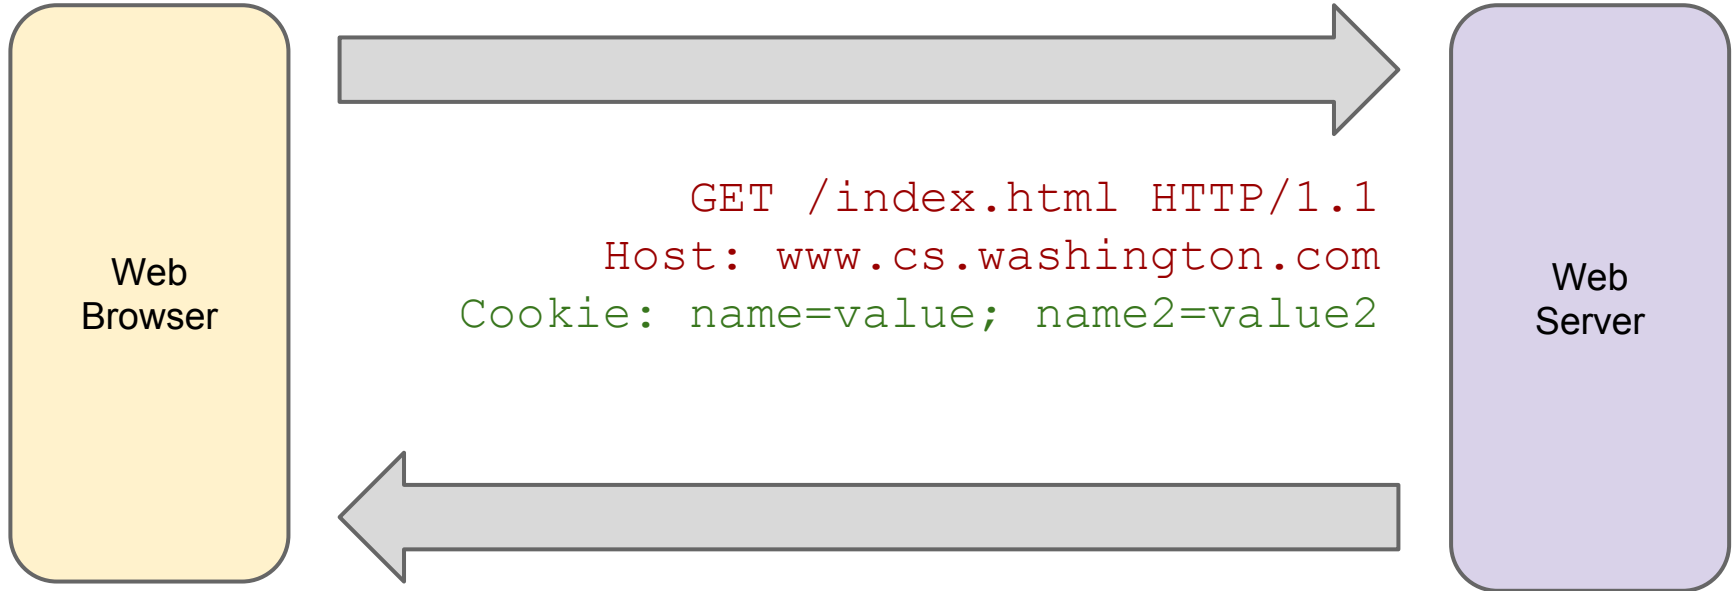 Web
Browser
GET /index.html HTTP/1.1
Host: www.cs.washington.com
Cookie: name=value; name2=value2
Web
Server